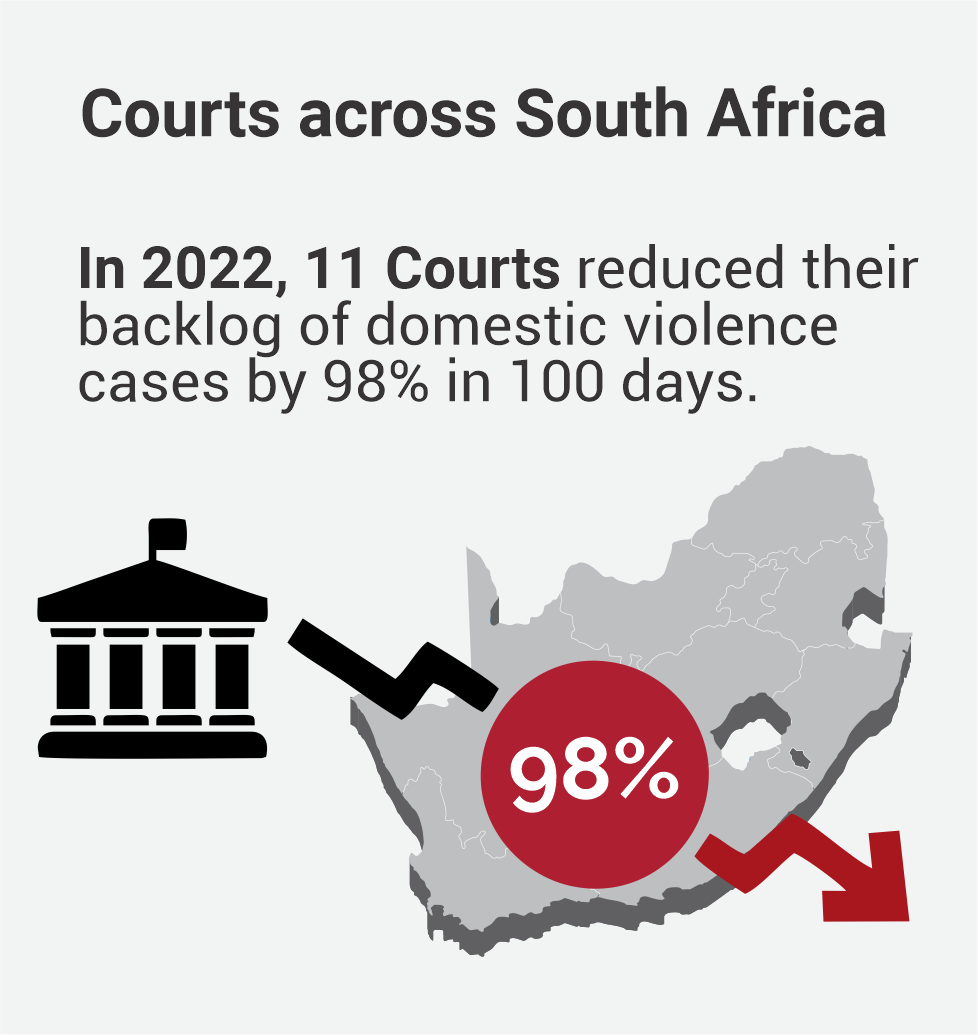 Courts across South Africa
In 2022, 11 Courts reduced their
backlog of domestic violence
cases by 98% in 100 days.
98%